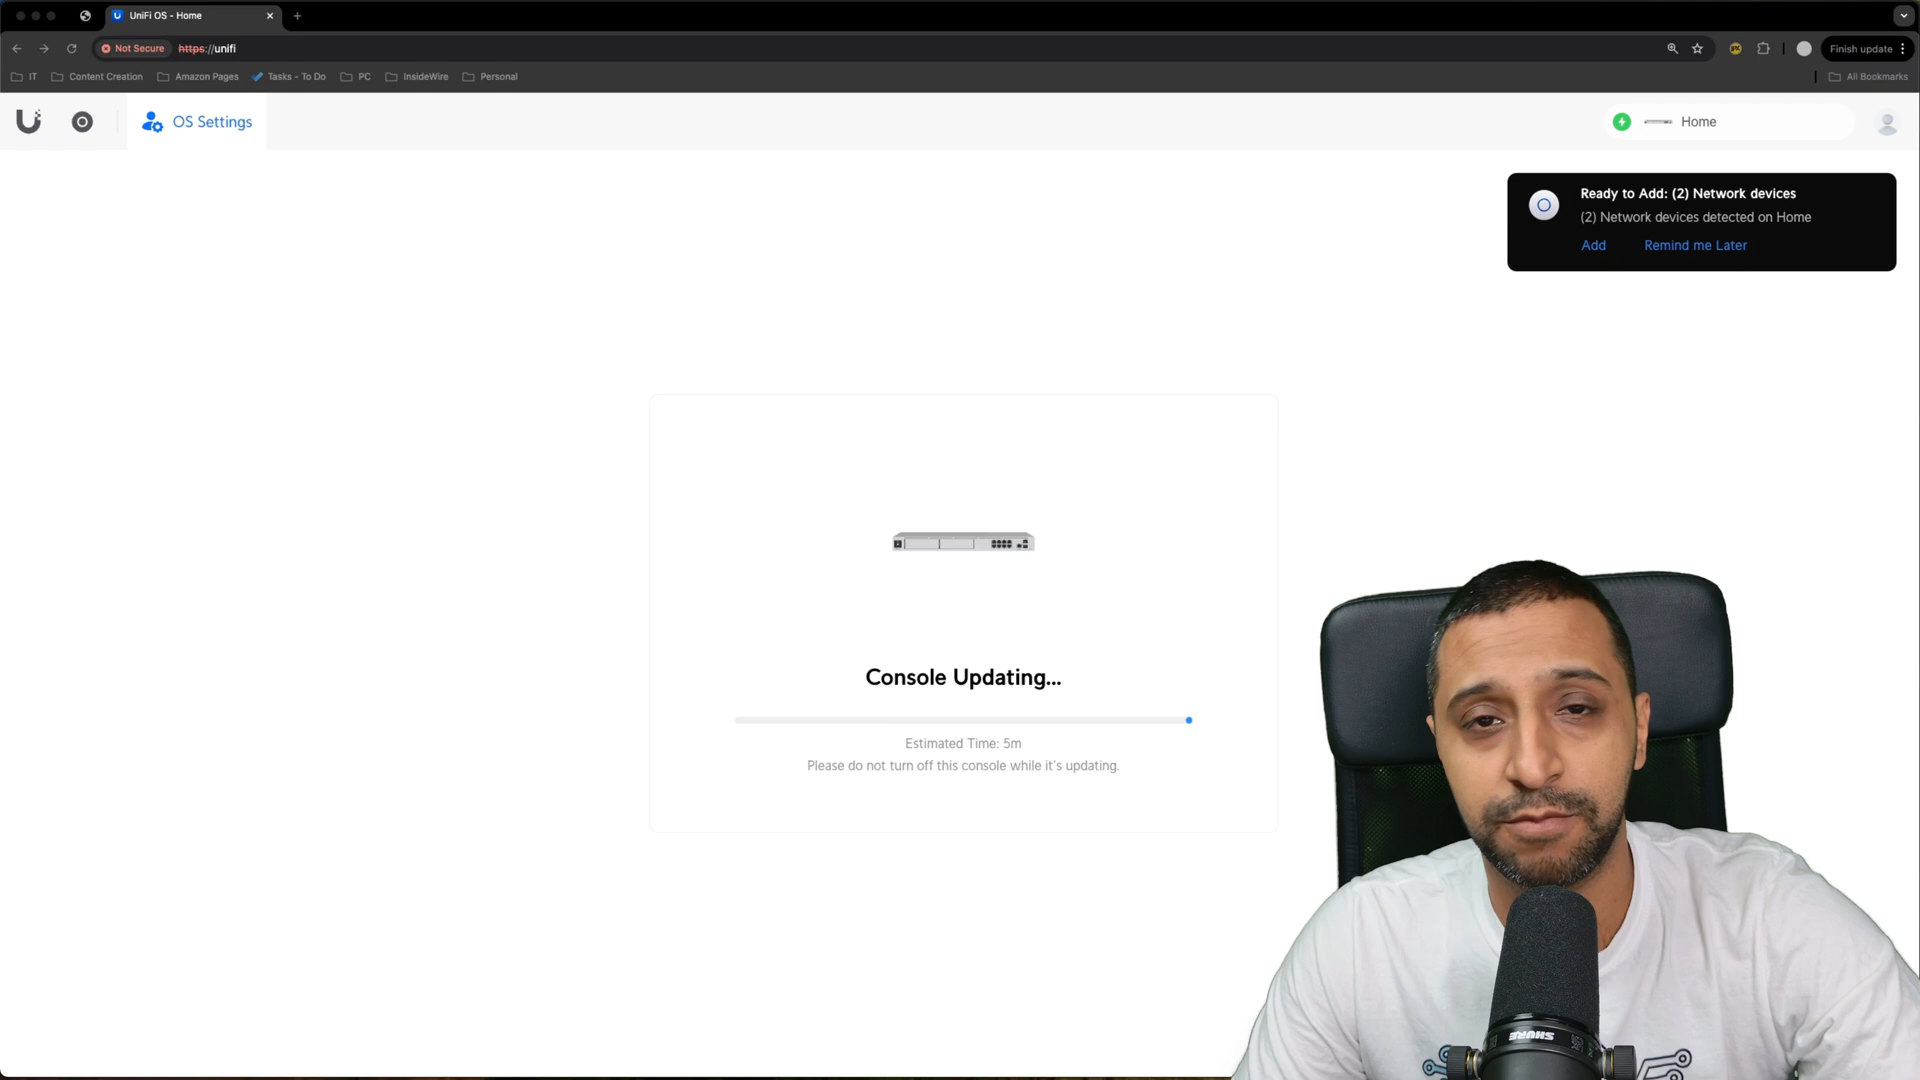 UniFi OS - Home
Not Secure https://unifi
Finish update
IT Content Creation Amazon Pages Tasks - To Do PC InsideWire Personal All Bookmarks
OS Settings
Home
Ready to Add: (2) Network devices
(2) Network devices detected on Home
Add Remind me Later
Console Updating...
Estimated Time: 5m
Please do not turn off this console while it's updating.
SHURE